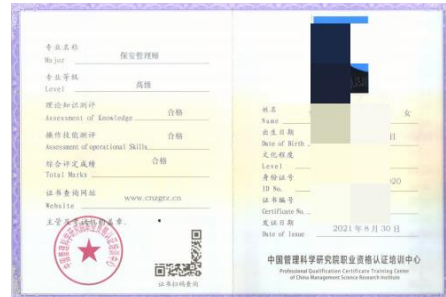 专业名称
Major
保安管理师
专业等级
Level
高级
理论知识测评
Assessment of Knowledge
合格
操作技能测评
Assessment of operational Skills
合格
综合评定成绩
Total Marks
合格
证书查询网址
Website
www.cnzgrz.cn
证书扫码查询
姓名
Name
女
出生日期
Date of Birth
日
文化程度
Level
身份证号
ID No.
020
证书编号
Certificate No.
发证日期
Date of Issue
2021年8月30日
中国管理科学研究院职业资格认证培训中心
Professional Qualification Certificate Training Center
of China Management Science Research Institute